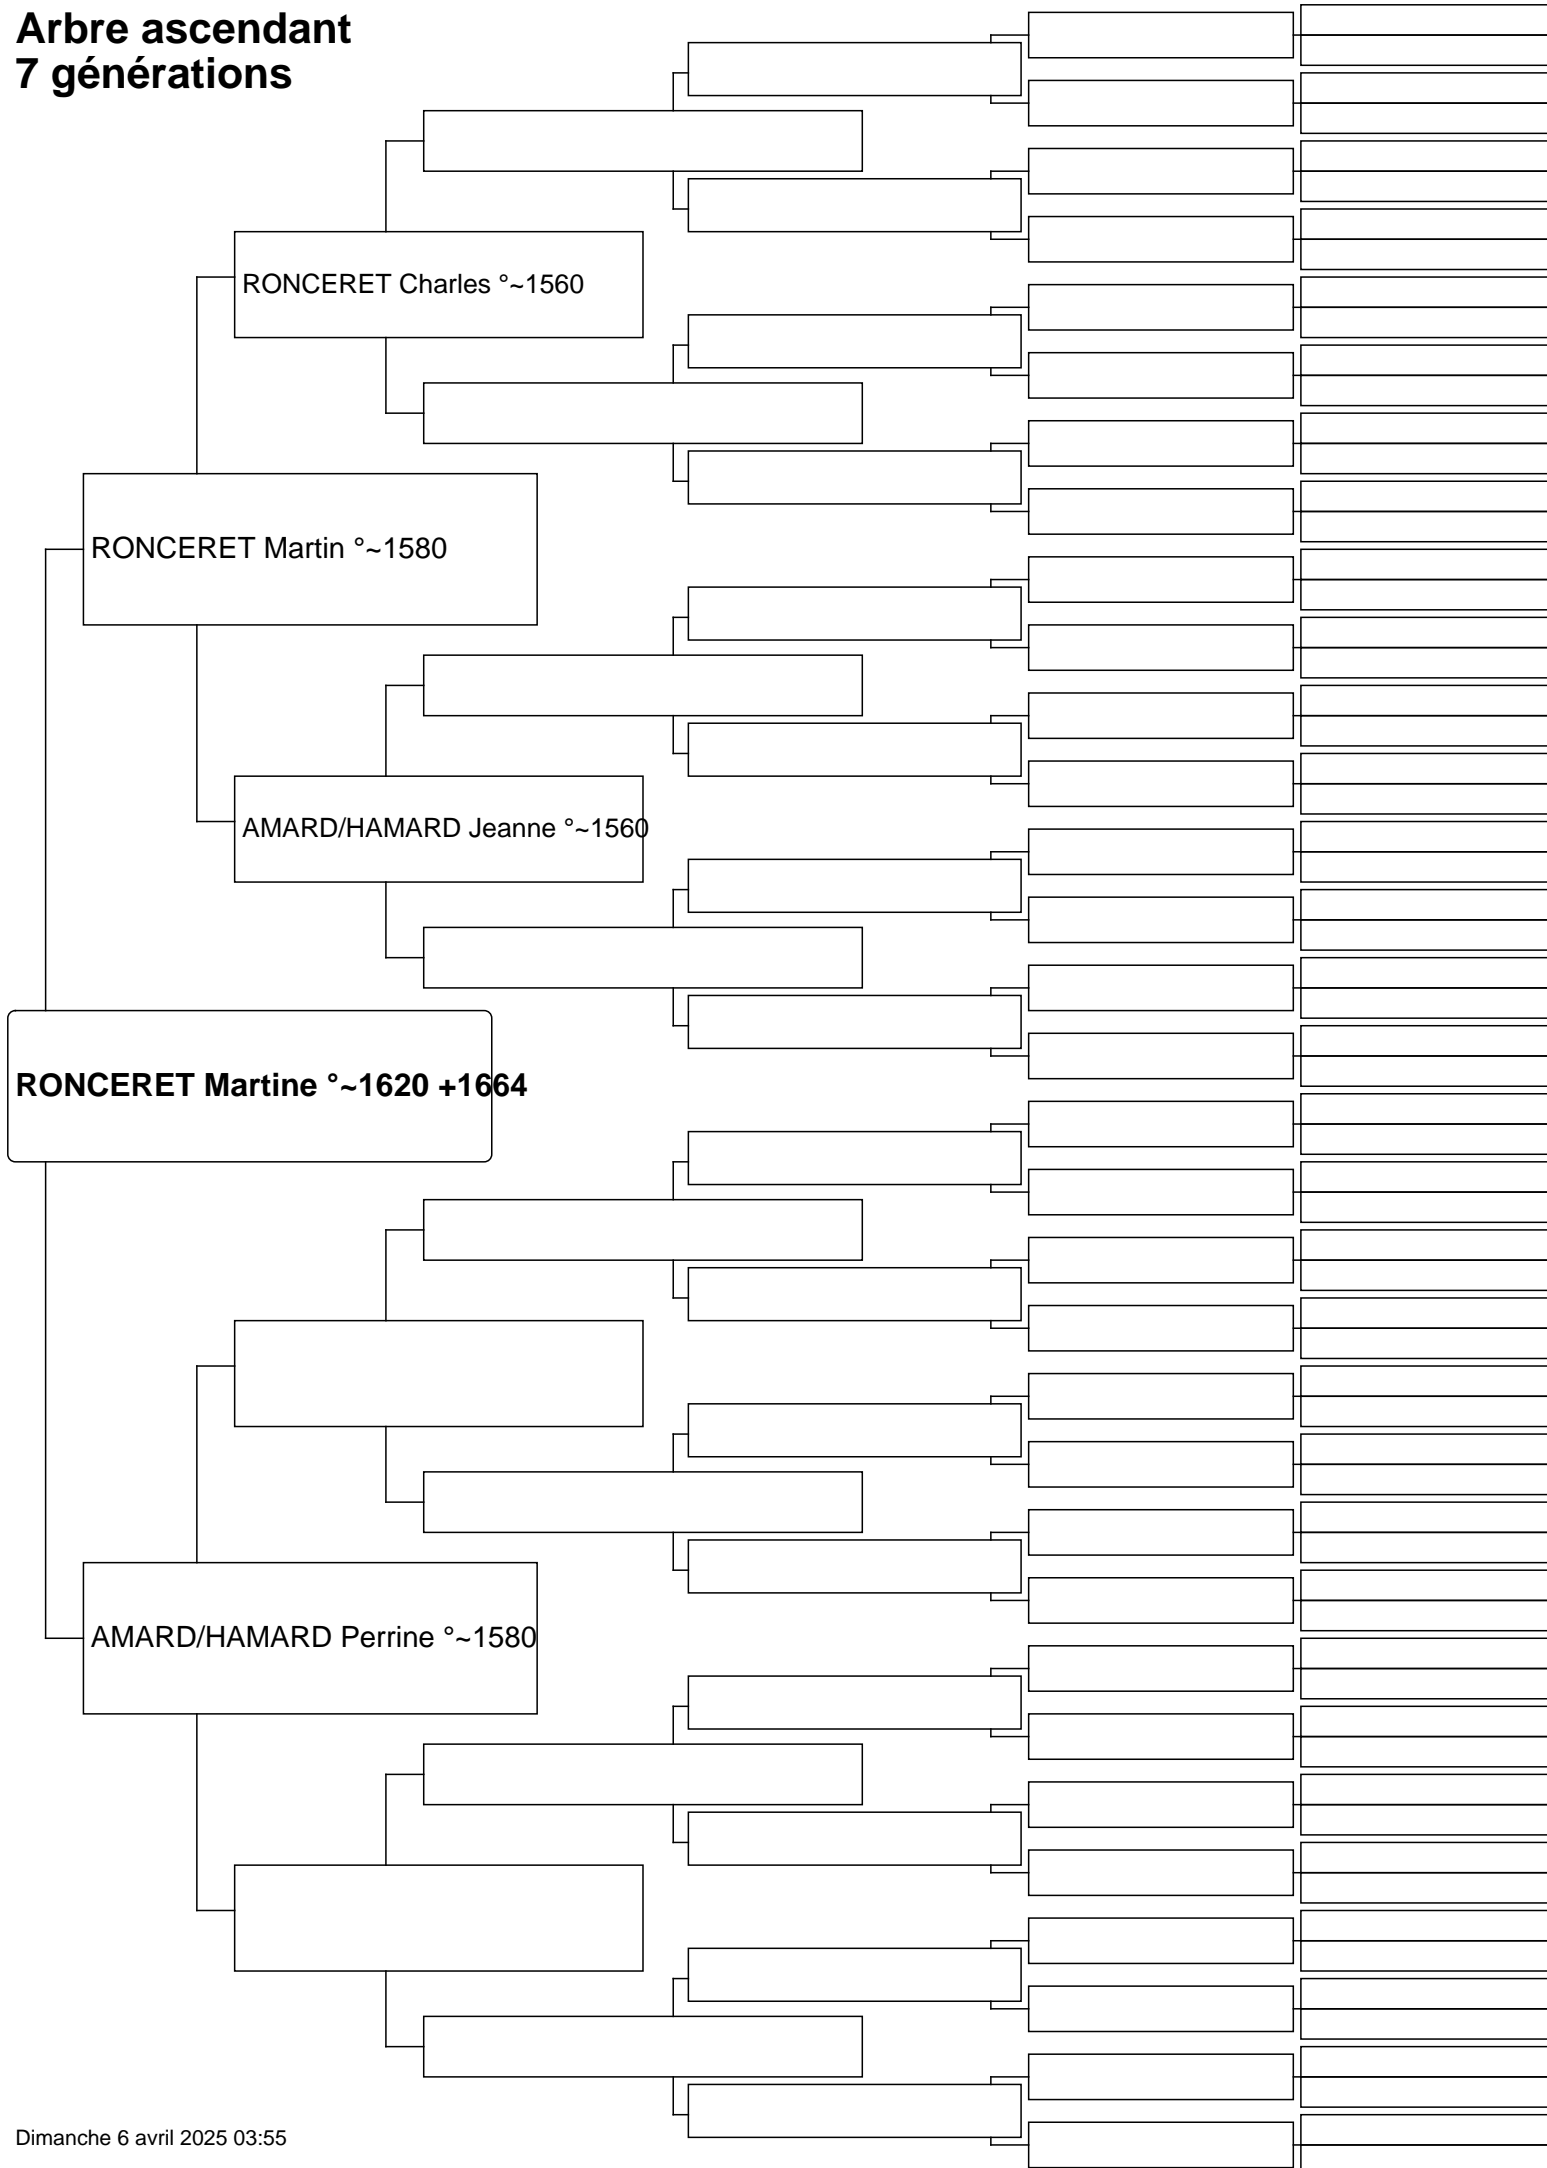 Arbre ascendant
7 générations
RONCERET Charles °~1560
RONCERET Martin °~1580
AMARD/HAMARD Jeanne °~1560
RONCERET Martine °~1620 +1664
AMARD/HAMARD Perrine °~1580
Dimanche 6 avril 2025 03:55